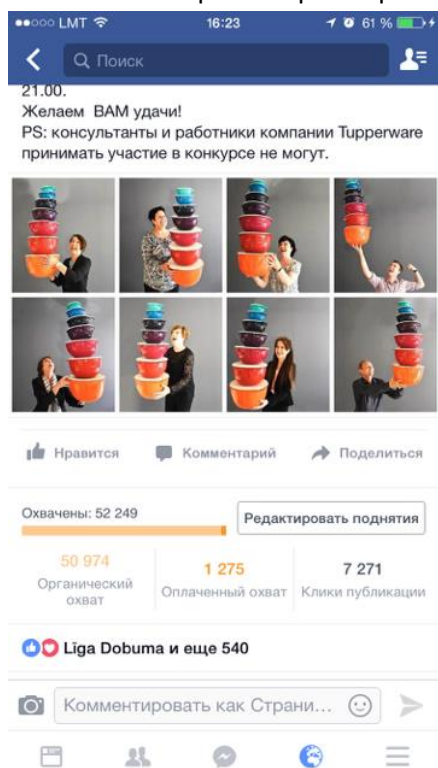 LMT 16:23 61 %
Поиск
21.00.
Желаем ВАМ удачи!
PS: консультанты и работники компании Tupperware
принимать участие в конкурсе не могут.
Нравится Комментарий Поделиться
Охвачены: 52 249
Редактировать поднятия
50 974
Органический
охват
1 275
Оплаченный охват
7 271
Клики публикации
Līga Dobuma и еще 540
Комментировать как Страни...